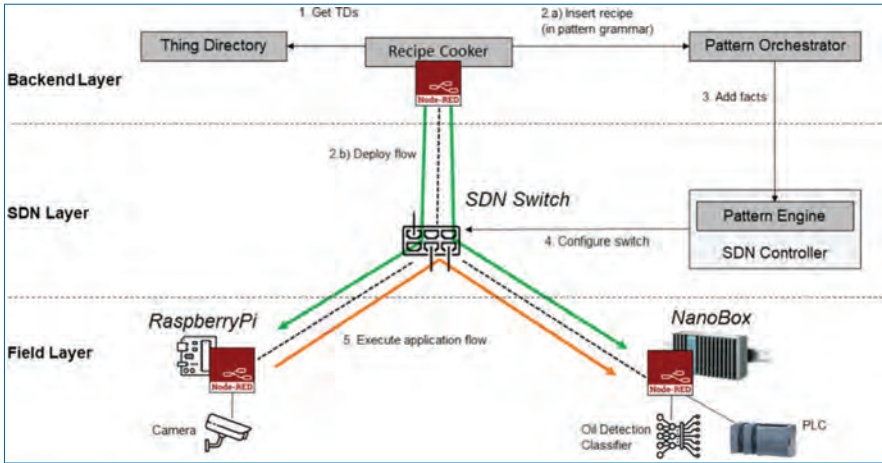 1. Get TDs
2.a) Insert recipe
(in pattern grammar)
Thing Directory
Recipe Cooker
Pattern Orchestrator
Backend Layer
Node-RED
3. Add facts
2.b) Deploy flow
SDN Switch
SDN Layer
Pattern Engine
4. Configure switch
SDN Controller
RaspberryPi
NanoBox
5. Execute application flow
Field Layer
Node-RED
Node-RED
Camera
Oil Detection
Classifier
PLC